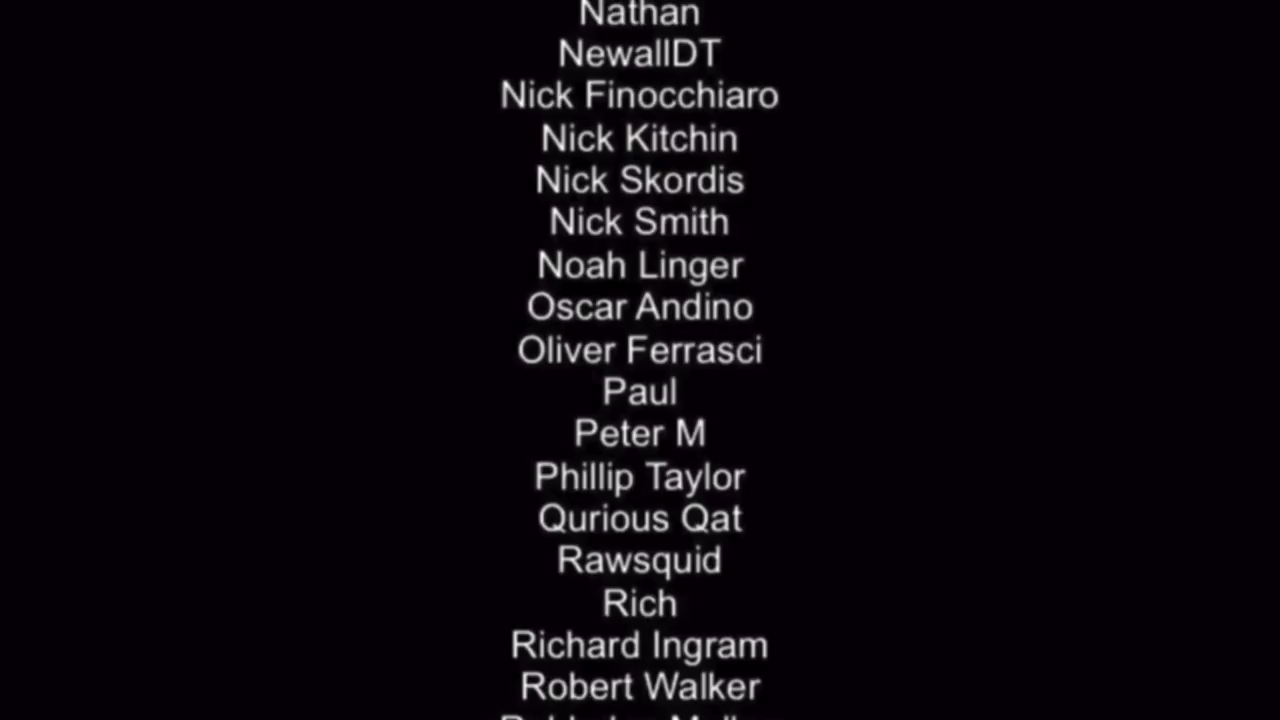 Nathan
NewallDT
Nick Finocchiaro
Nick Kitchin
Nick Skordis
Nick Smith
Noah Linger
Oscar Andino
Oliver Ferrasci
Paul
Peter M
Phillip Taylor
Qurious Qat
Rawsquid
Rich
Richard Ingram
Robert Walker